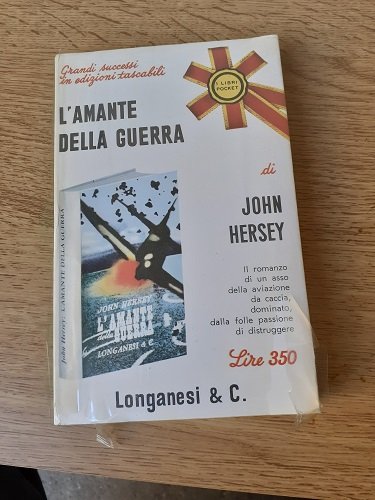 Grandi successi
in edizioni tascabili
I LIBRI
POCKET
L'AMANTE
DELLA GUERRA
di
JOHN
HERSEY
John Hersey: L'AMANTE DELLA GUERRA
JOHN HERSEY
L'AMANTE
della
GUERRA
LONGANESI & C.
Il romanzo
di un asso
della aviazione
da caccia,
dominato,
dalla folle passione
di distruggere
Lire 350
Longanesi & C.